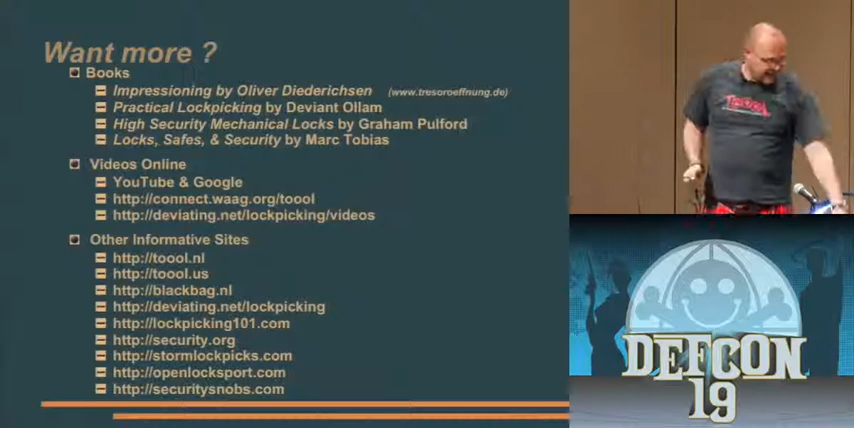 Want more ?
Books
Impressioning by Oliver Diederichsen (www.tresoroeffnung.de)
Practical Lockpicking by Deviant Ollam
High Security Mechanical Locks by Graham Pulford
Locks, Safes, & Security by Marc Tobias
Videos Online
YouTube & Google
http://connect.waag.org/toool
http://deviating.net/lockpicking/videos
Other Informative Sites
http://toool.nl
http://toool.us
http://blackbag.nl
http://deviating.net/lockpicking
http://lockpicking101.com
http://security.org
http://stormlockpicks.com
http://openlocksport.com
http://securitysnobs.com
TOOOL
DEFCON
19